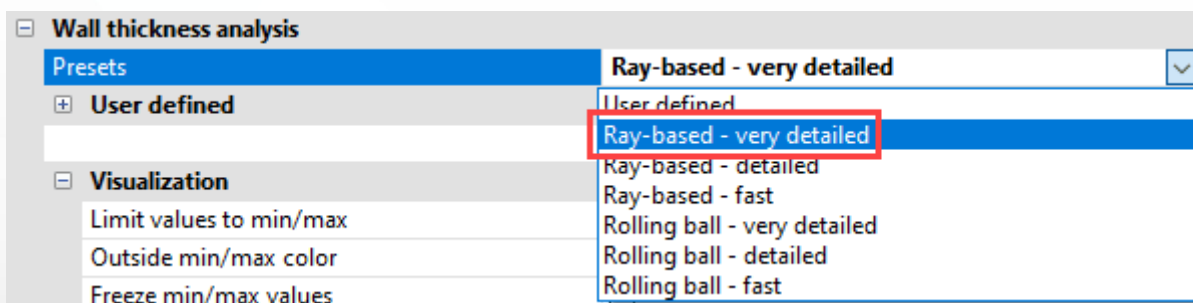 Wall thickness analysis
Presets
Ray-based - very detailed
User defined
User defined
Ray-based - very detailed
Ray-based - detailed
Ray-based - fast
Visualization
Rolling ball - very detailed
Limit values to min/max
Rolling ball - detailed
Outside min/max color
Rolling ball - fast
Freeze min/max values